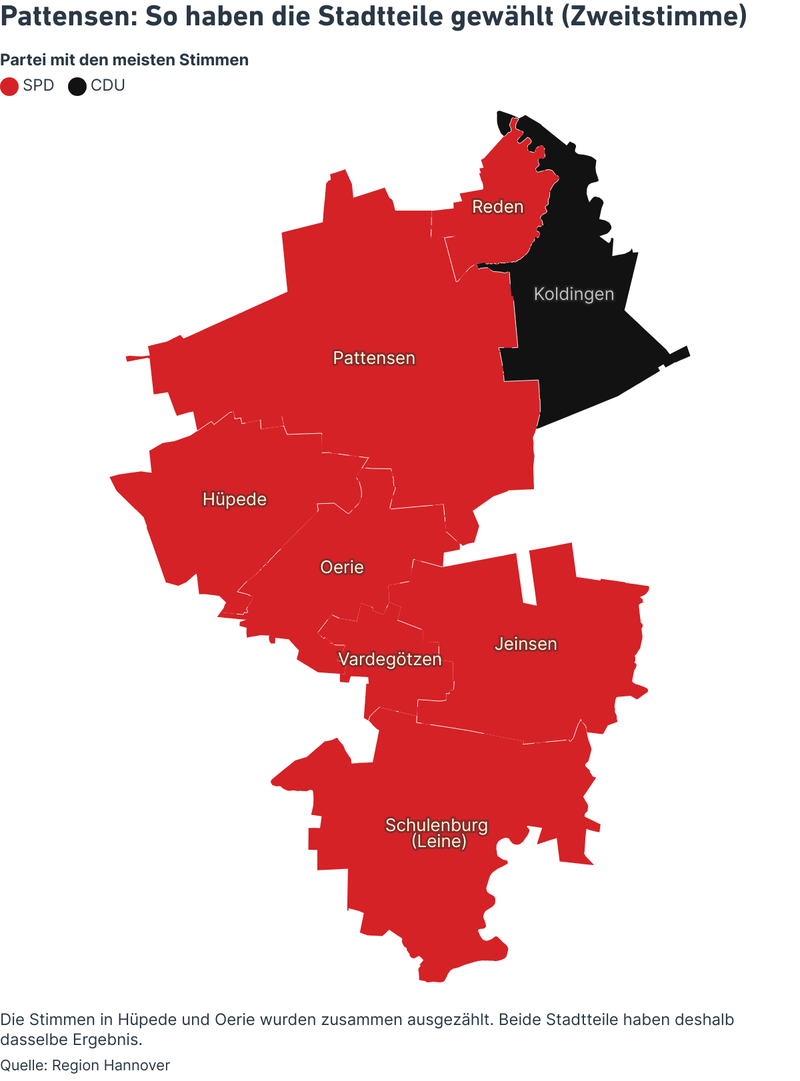 Pattensen: So haben die Stadtteile gewählt (Zweitstimme)
Partei mit den meisten Stimmen
SPD CDU
Reden
Koldingen
Pattensen
Hüpede
Oerie
Jeinsen
Vardegötzen
Schulenburg
(Leine)
Die Stimmen in Hüpede und Oerie wurden zusammen ausgezählt. Beide Stadtteile haben deshalb
dasselbe Ergebnis.
Quelle: Region Hannover